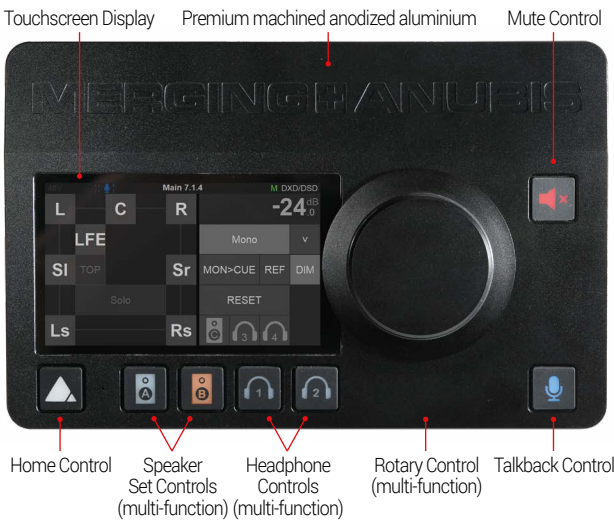 Touchscreen Display
Premium machined anodized aluminium
Mute Control
MERGING+ANUBIS
48V
Main 7.1.4
M DXD/DSD
L C R
-24.0 dB
LFE
Mono v
Sl TOP Sr
MON>CUE REF DIM
Solo
RESET
Ls Rs
C 3 4
A B 1 2
Home Control
Speaker
Set Controls
(multi-function)
Headphone
Controls
(multi-function)
Rotary Control
(multi-function)
Talkback Control